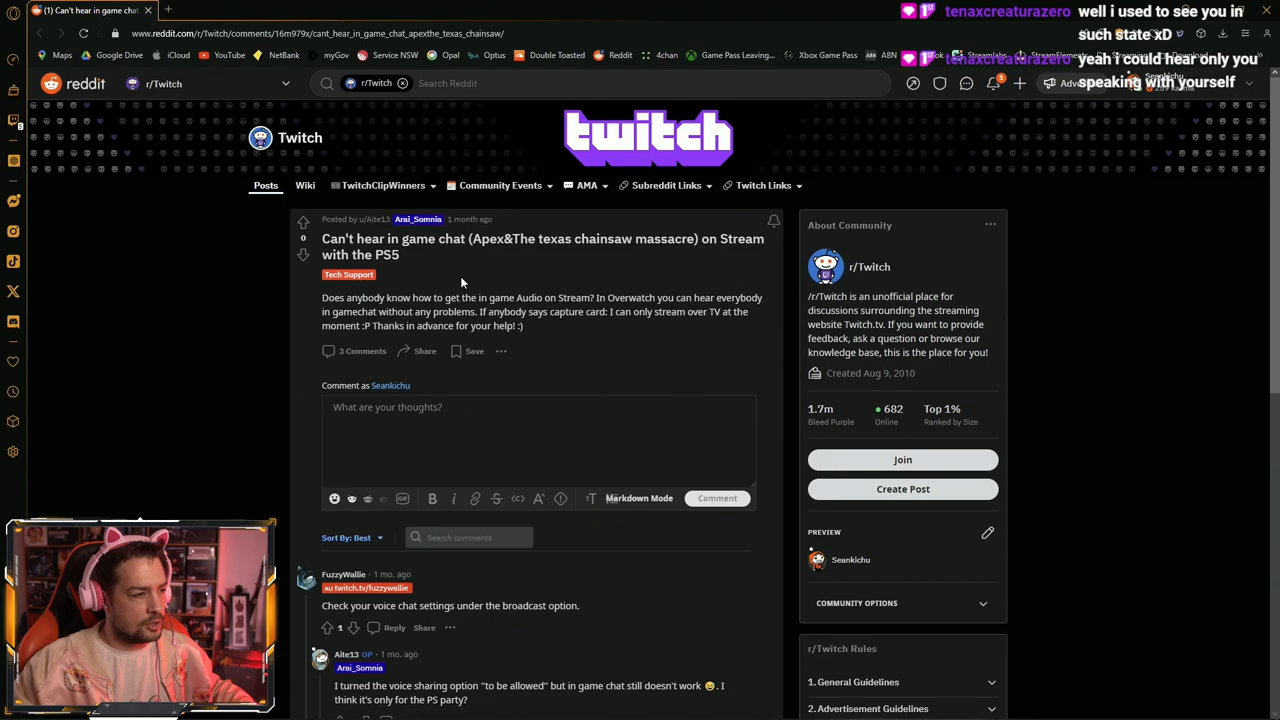 (1) Can't hear in game chat
www.reddit.com/r/Twitch/comments/16m979x/cant_hear_in_game_chat_apexthe_texas_chainsaw/
Maps
Google Drive
iCloud
YouTube
NetBank
myGov
Service NSW
Opal
Optus
Double Toasted
Reddit
4chan
Game Pass Leaving...
Xbox Game Pass
ABN
tenaxcreaturazero well i used to see you in
such state xD
tenaxcreaturazero yeah i could hear only you
speaking with yourself
reddit
r/Twitch
r/Twitch
Search Reddit
1
Seankichu
Twitch
twitch
Posts
Wiki
TwitchClipWinners
Community Events
AMA
Subreddit Links
Twitch Links
Posted by u/Aite13 Arai_Somnia 1 month ago
0
Can't hear in game chat (Apex&The texas chainsaw massacre) on Stream
with the PS5
Tech Support
Does anybody know how to get the in game Audio on Stream? In Overwatch you can hear everybody
in gamechat without any problems. If anybody says capture card: I can only stream over TV at the
moment :P Thanks in advance for your help! :)
3 Comments
Share
Save
Comment as Seankichu
What are your thoughts?
GIF
Markdown Mode
Comment
Sort By: Best
Search comments
FuzzyWallie · 1 mo. ago
AU twitch.tv/fuzzywallie
Check your voice chat settings under the broadcast option.
1
Reply
Share
Aite13 OP · 1 mo. ago
Arai_Somnia
I turned the voice sharing option "to be allowed" but in game chat still doesn't work 😅. I
think it's only for the PS party?
About Community
r/Twitch
/r/Twitch is an unofficial place for
discussions surrounding the streaming
website Twitch.tv. If you want to provide
feedback, ask a question or browse our
knowledge base, this is the place for you!
Created Aug 9, 2010
1.7m
Bleed Purple
682
Online
Top 1%
Ranked by Size
Join
Create Post
PREVIEW
Seankichu
COMMUNITY OPTIONS
r/Twitch Rules
1. General Guidelines
2. Advertisement Guidelines